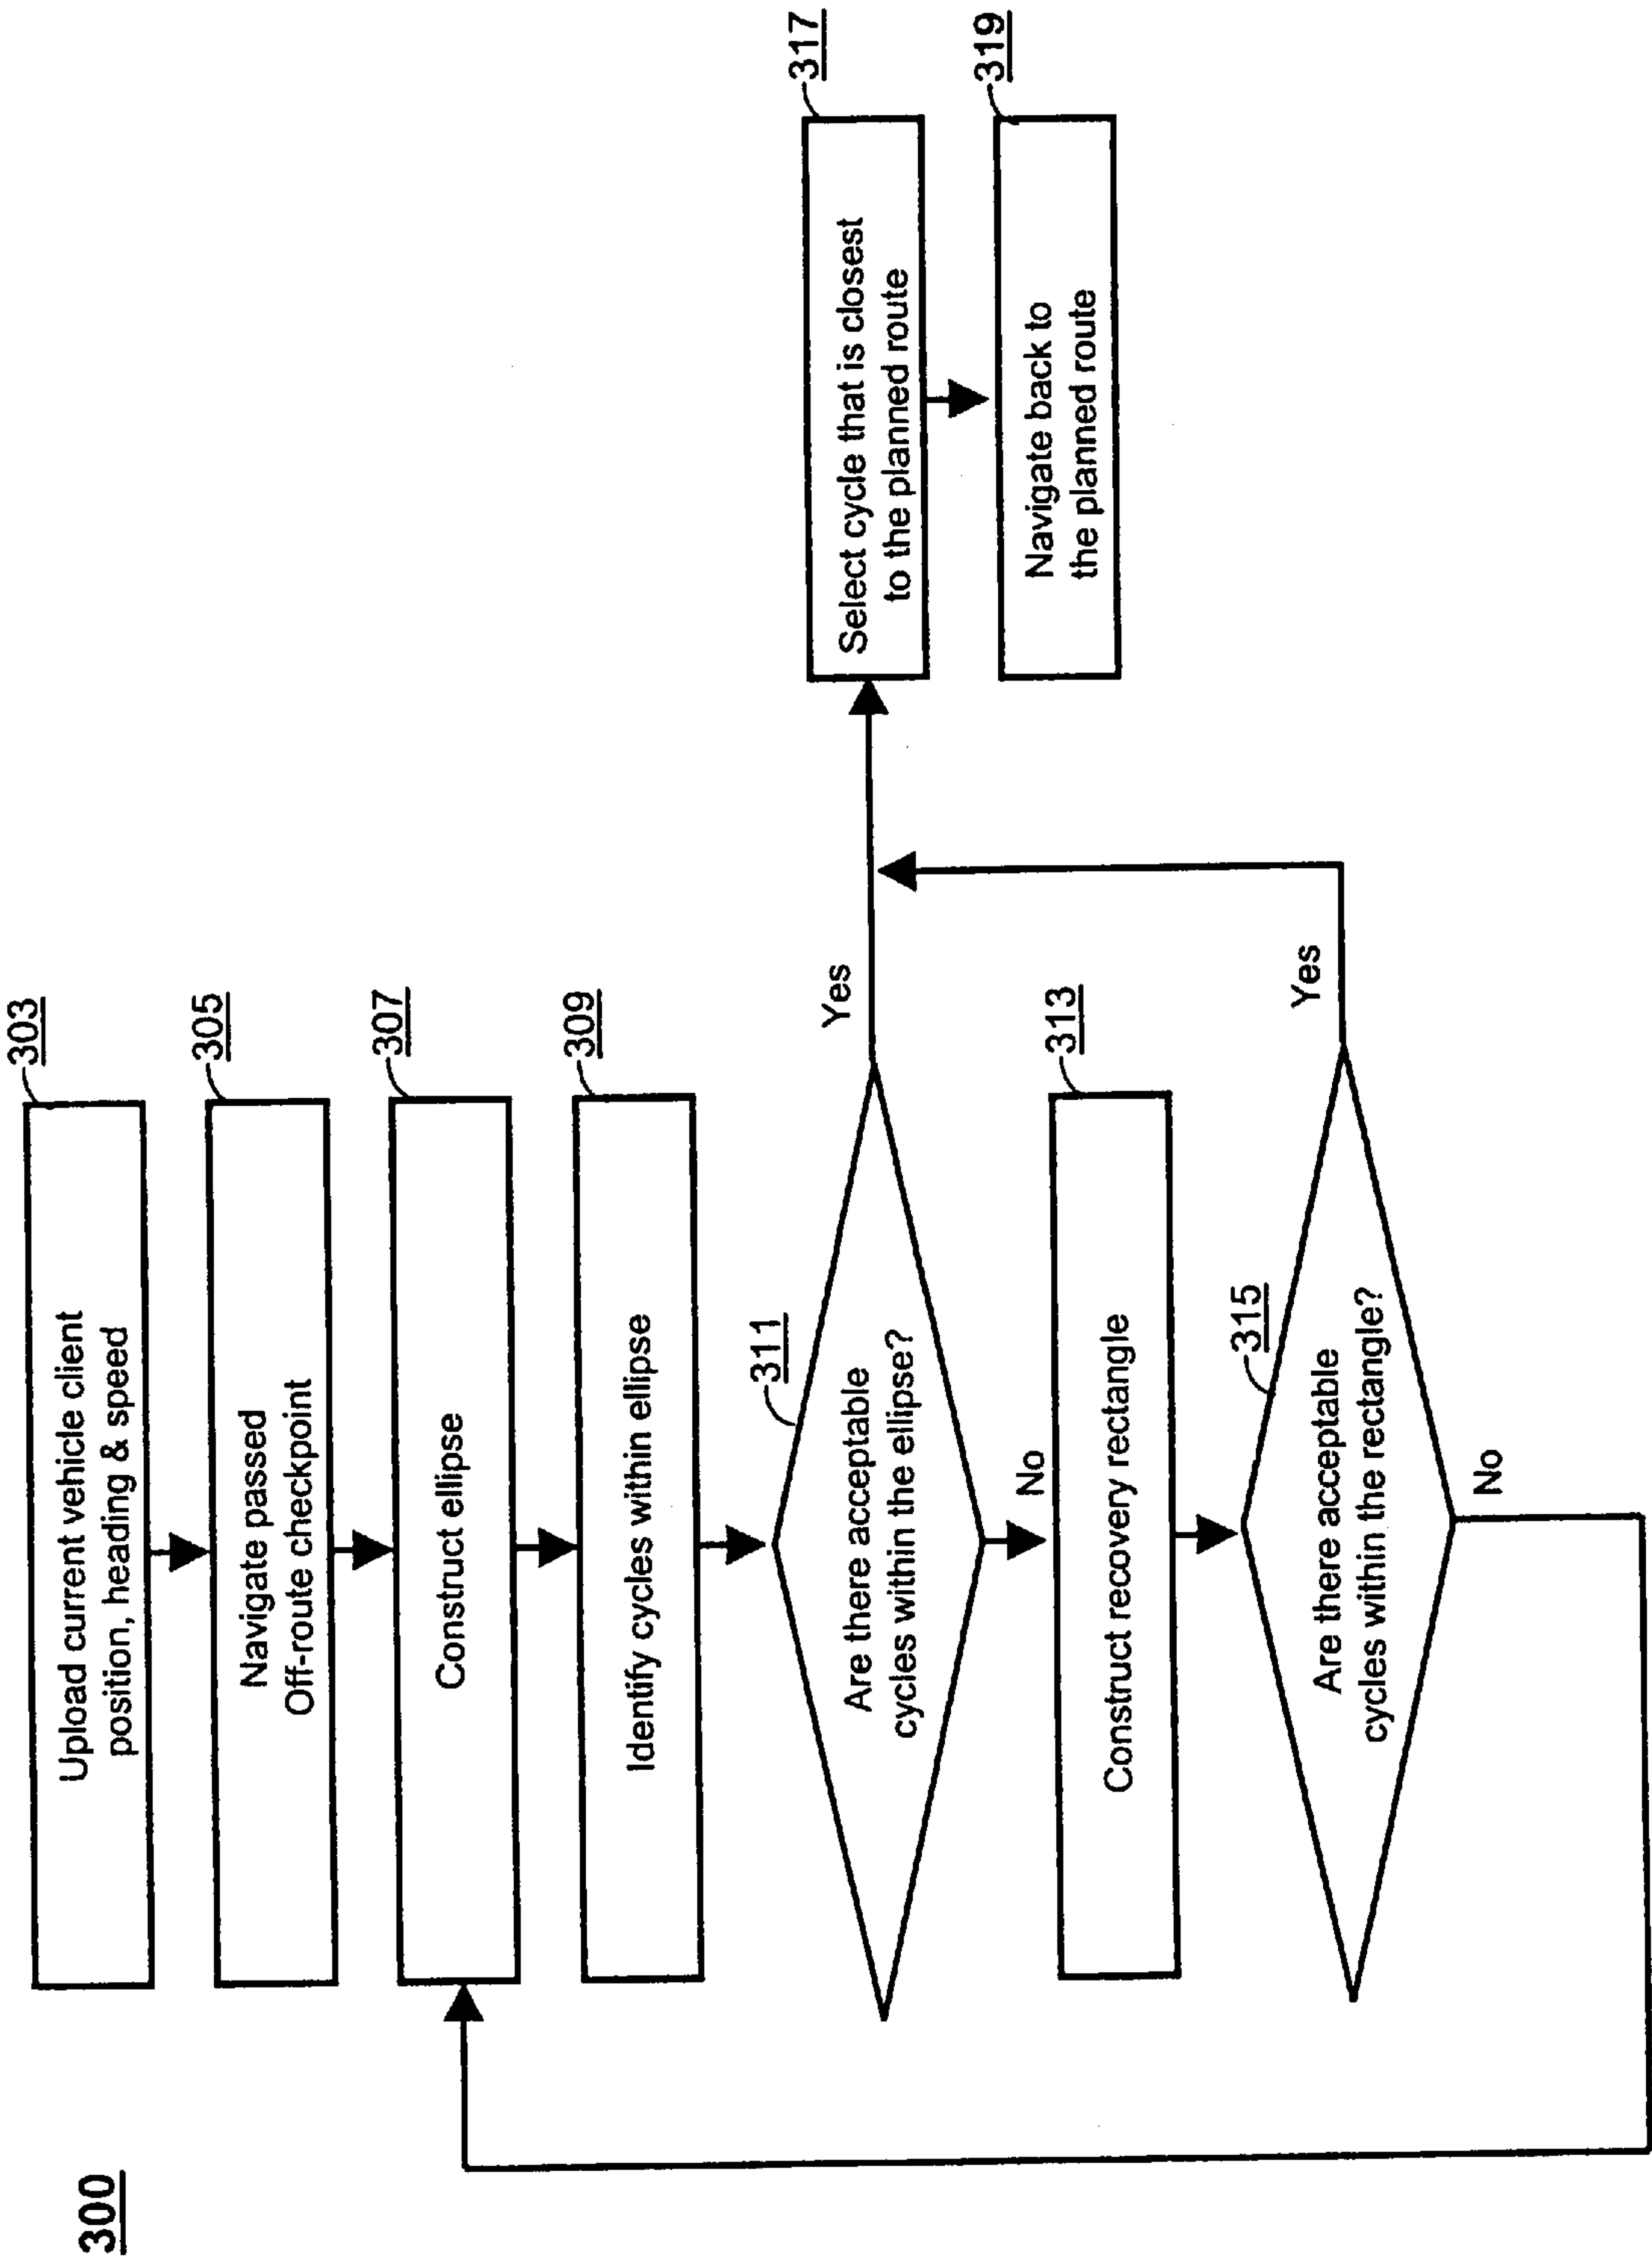 300
303
Upload current vehicle client
position, heading & speed
305
Navigate passed
Off-route checkpoint
307
Construct ellipse
309
Identify cycles within ellipse
311
Are there acceptable
cycles within the ellipse?
Yes
No
313
Construct recovery rectangle
315
Are there acceptable
cycles within the rectangle?
Yes
No
317
Select cycle that is closest
to the planned route
319
Navigate back to
the planned route